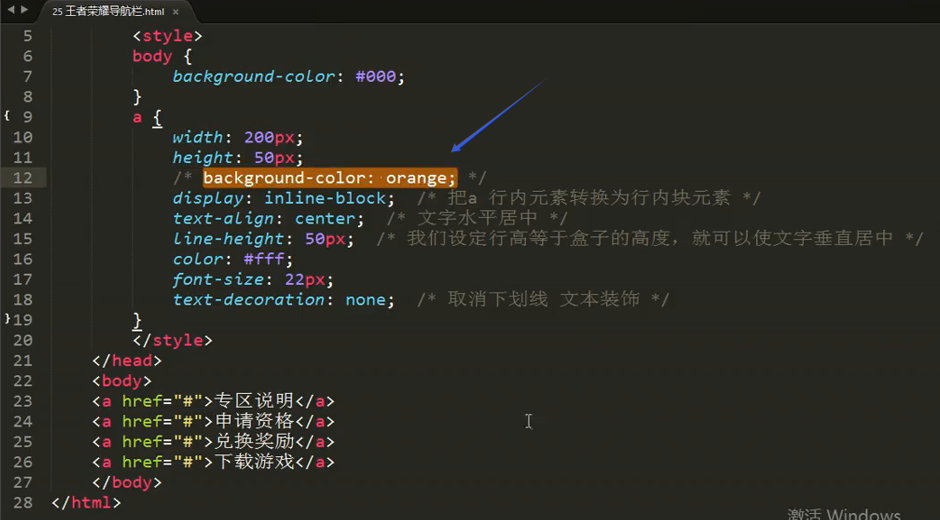 25 王者荣耀导航栏.html ×
5 <style>
6 body {
7 background-color: #000;
8 }
9 a {
10 width: 200px;
11 height: 50px;
12 /* background-color: orange; */
13 display: inline-block; /* 把a 行内元素转换为行内块元素 */
14 text-align: center; /* 文字水平居中 */
15 line-height: 50px; /* 我们设定行高等于盒子的高度，就可以使文字垂直居中 */
16 color: #fff;
17 font-size: 22px;
18 text-decoration: none; /* 取消下划线 文本装饰 */
19 }
20 </style>
21 </head>
22 <body>
23 <a href="#">专区说明</a>
24 <a href="#">申请资格</a>
25 <a href="#">兑换奖励</a>
26 <a href="#">下载游戏</a>
27 </body>
28 </html>
激活 Windows